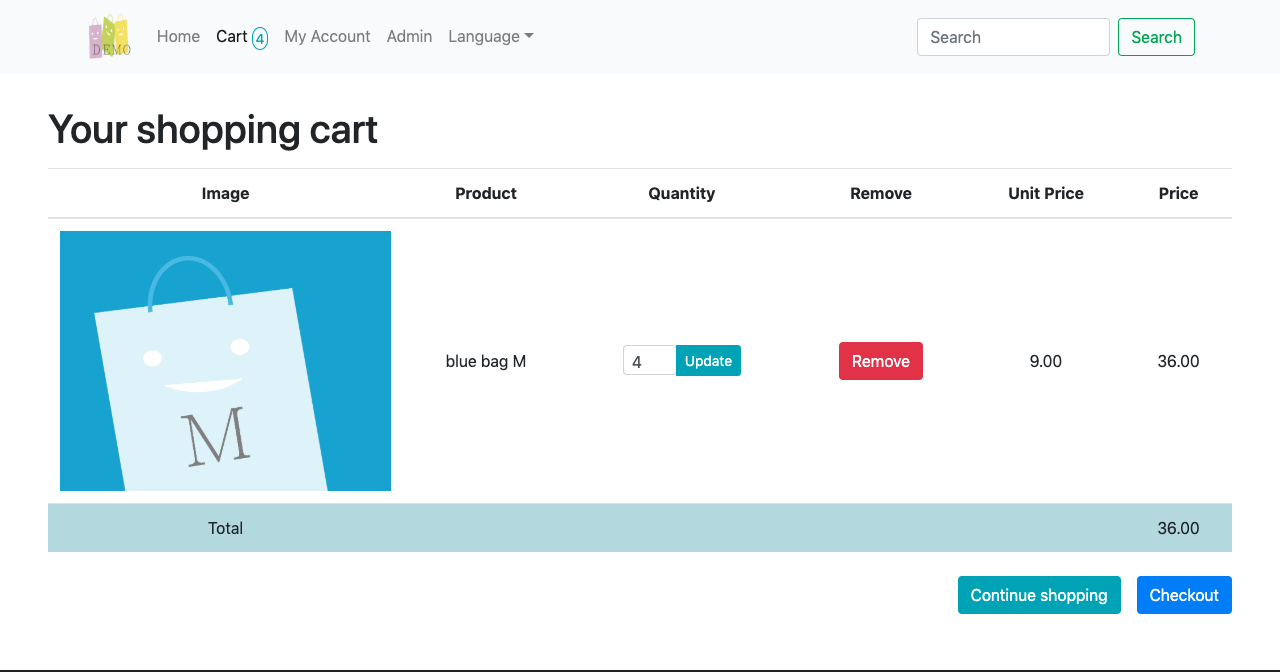 DEMO
Home Cart 4 My Account Admin Language Search Search
Your shopping cart
Image Product Quantity Remove Unit Price Price
M
blue bag M 4 Update Remove 9.00 36.00
Total 36.00
Continue shopping Checkout